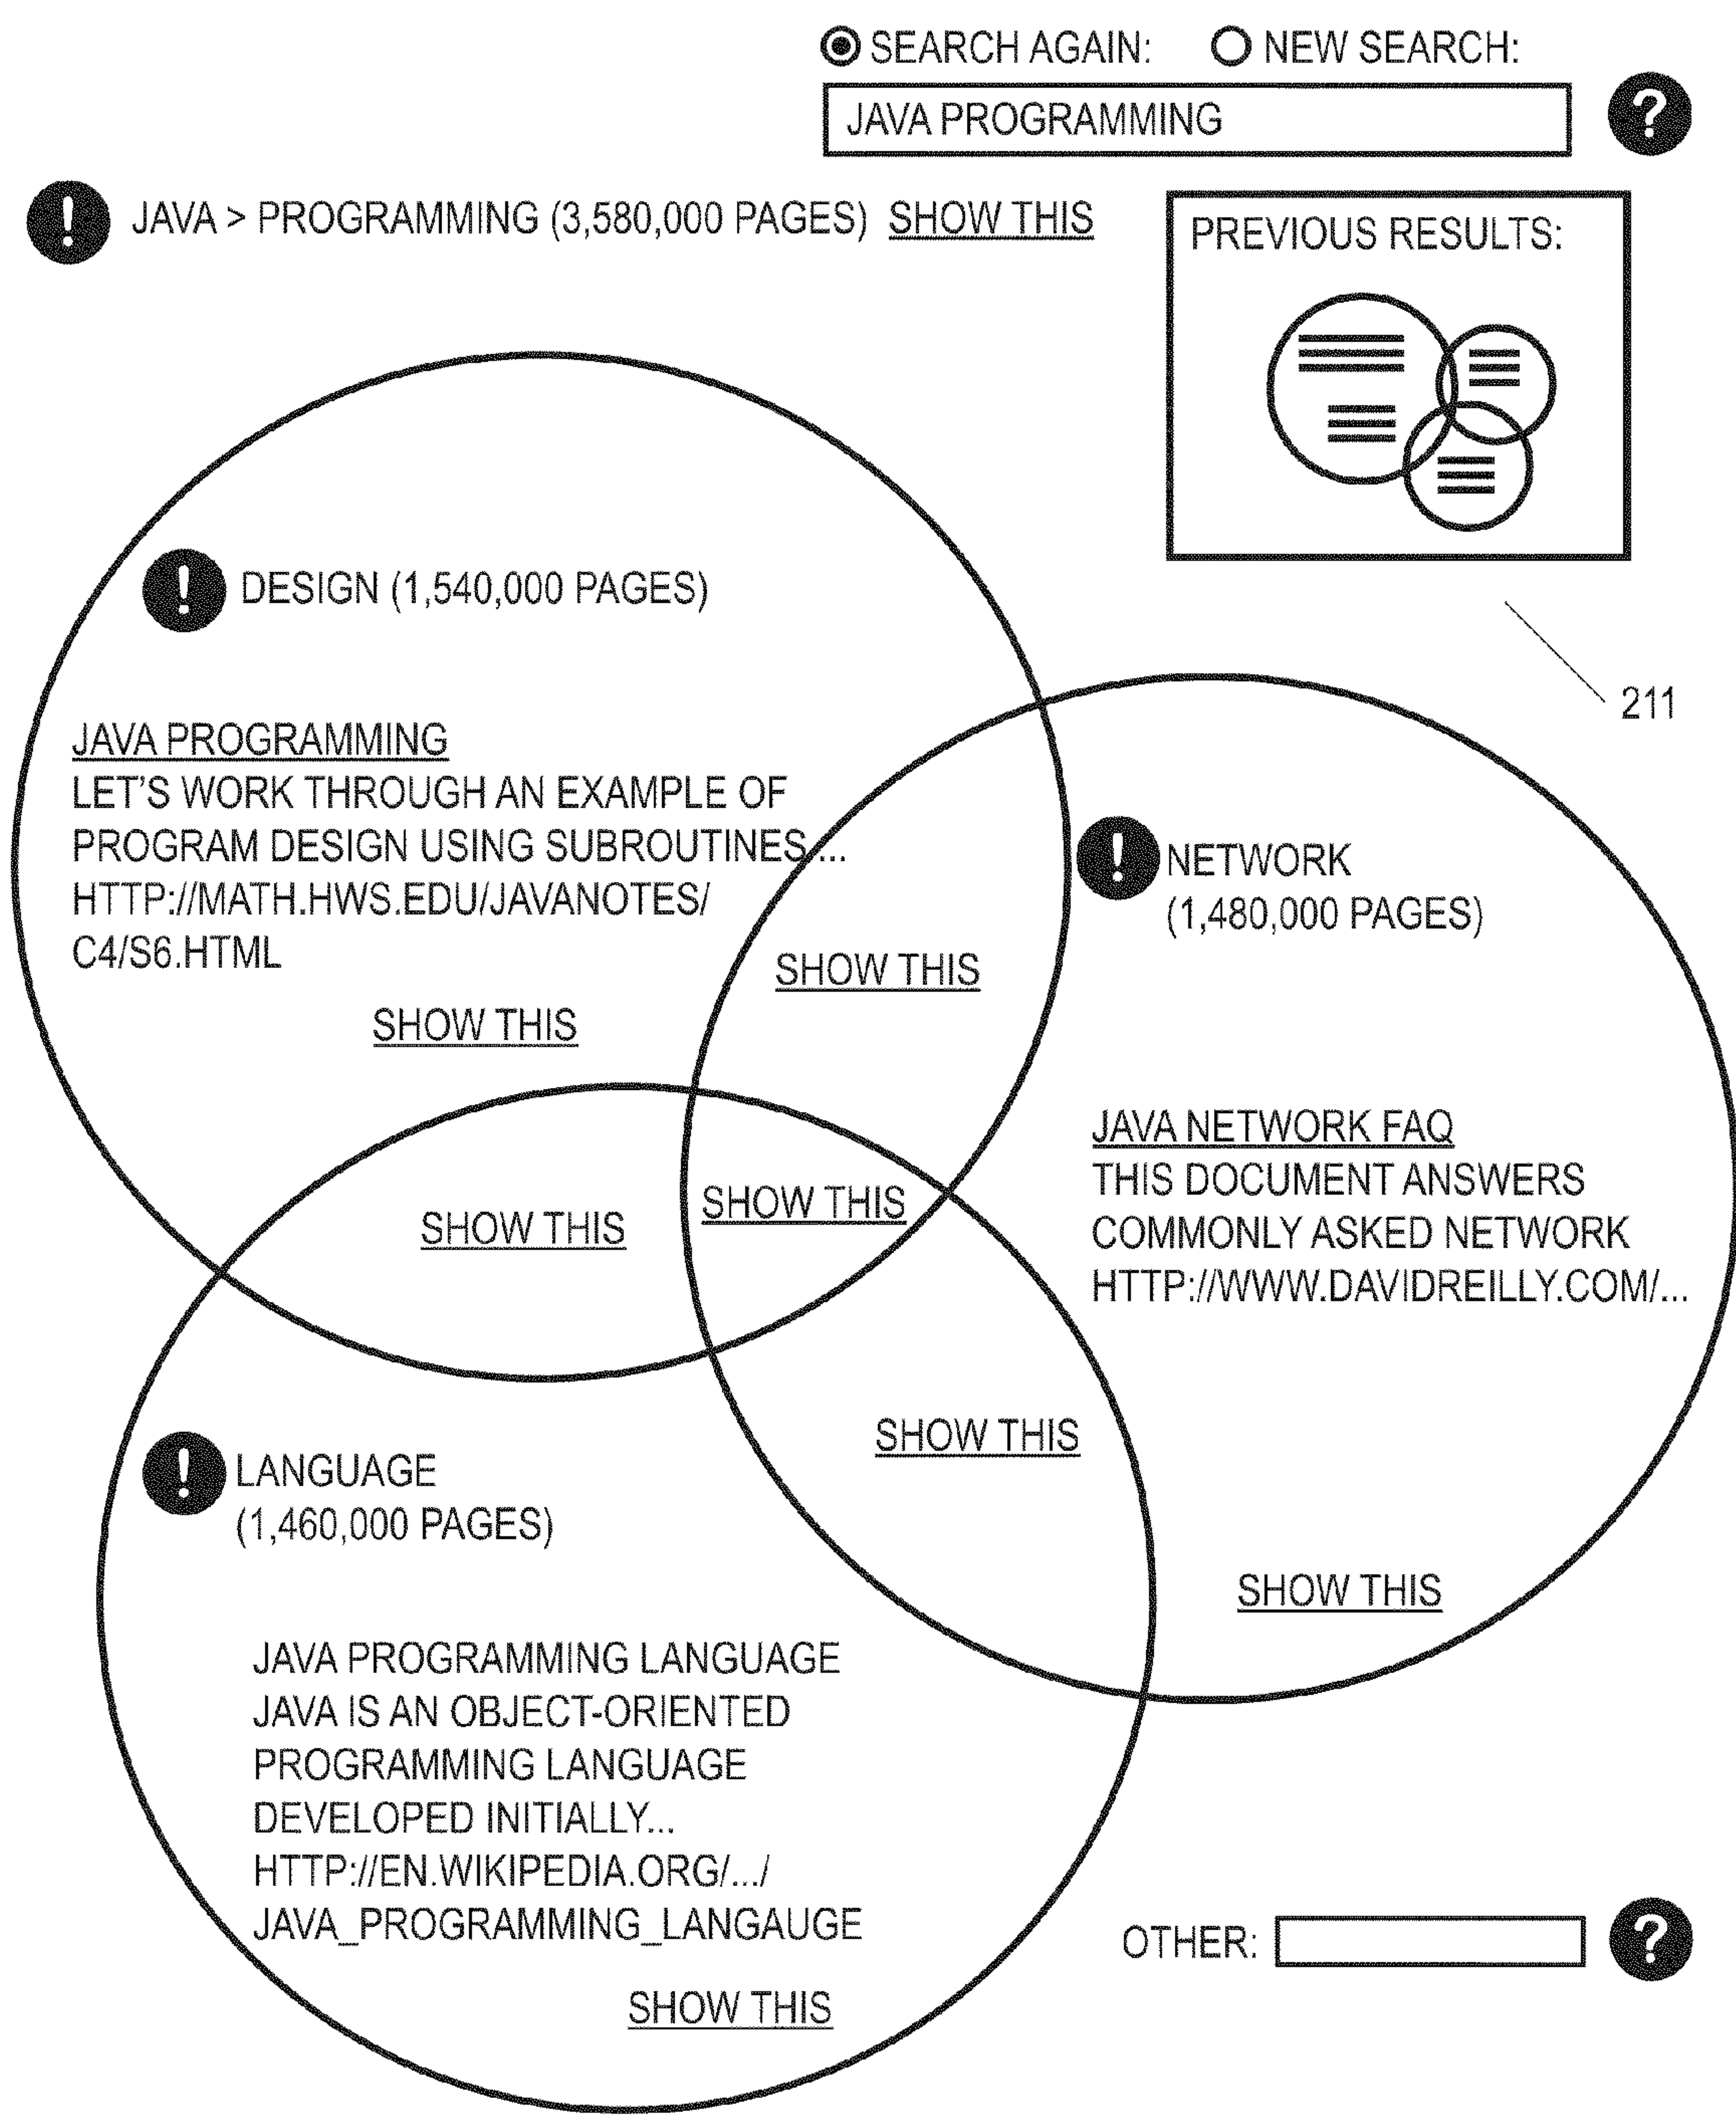 SEARCH AGAIN: NEW SEARCH:
JAVA PROGRAMMING
?
! JAVA > PROGRAMMING (3,580,000 PAGES) SHOW THIS
PREVIOUS RESULTS:
211
! DESIGN (1,540,000 PAGES)
JAVA PROGRAMMING
LET'S WORK THROUGH AN EXAMPLE OF
PROGRAM DESIGN USING SUBROUTINES...
HTTP://MATH.HWS.EDU/JAVANOTES/
C4/S6.HTML
SHOW THIS
SHOW THIS
! NETWORK
(1,480,000 PAGES)
JAVA NETWORK FAQ
THIS DOCUMENT ANSWERS
COMMONLY ASKED NETWORK
HTTP://WWW.DAVIDREILLY.COM/...
SHOW THIS
SHOW THIS
SHOW THIS
SHOW THIS
! LANGUAGE
(1,460,000 PAGES)
JAVA PROGRAMMING LANGUAGE
JAVA IS AN OBJECT-ORIENTED
PROGRAMMING LANGUAGE
DEVELOPED INITIALLY...
HTTP://EN.WIKIPEDIA.ORG/.../
JAVA_PROGRAMMING_LANGAUGE
SHOW THIS
OTHER:
?